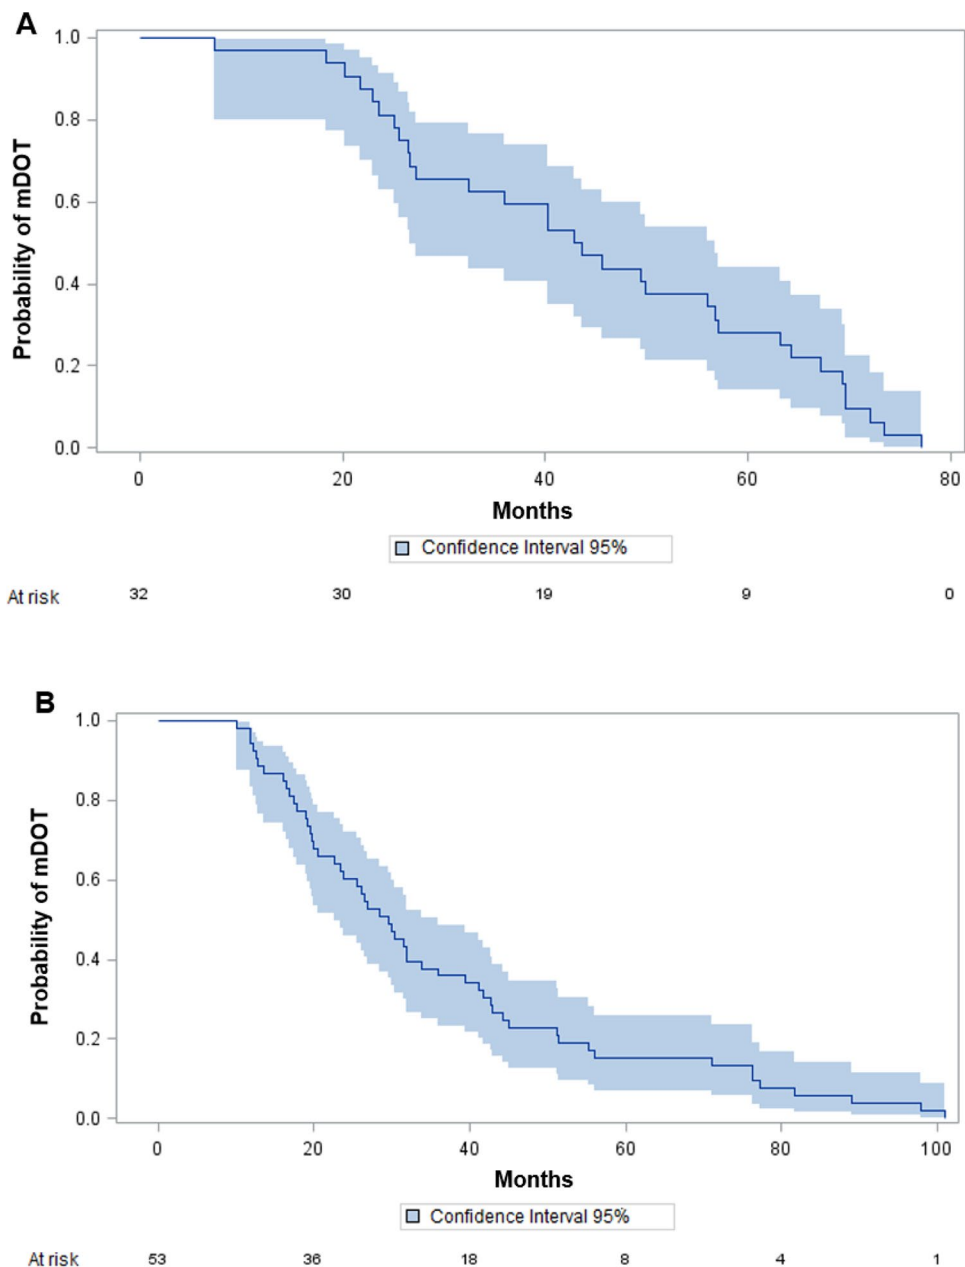 A
1.0
0.8
0.6
0.4
0.2
0.0
Probability of mDOT
0 20 40 60 80
Months
Confidence Interval 95%
At risk 32 30 19 9 0
B
1.0
0.8
0.6
0.4
0.2
0.0
Probability of mDOT
0 20 40 60 80 100
Months
Confidence Interval 95%
At risk 53 36 18 8 4 1